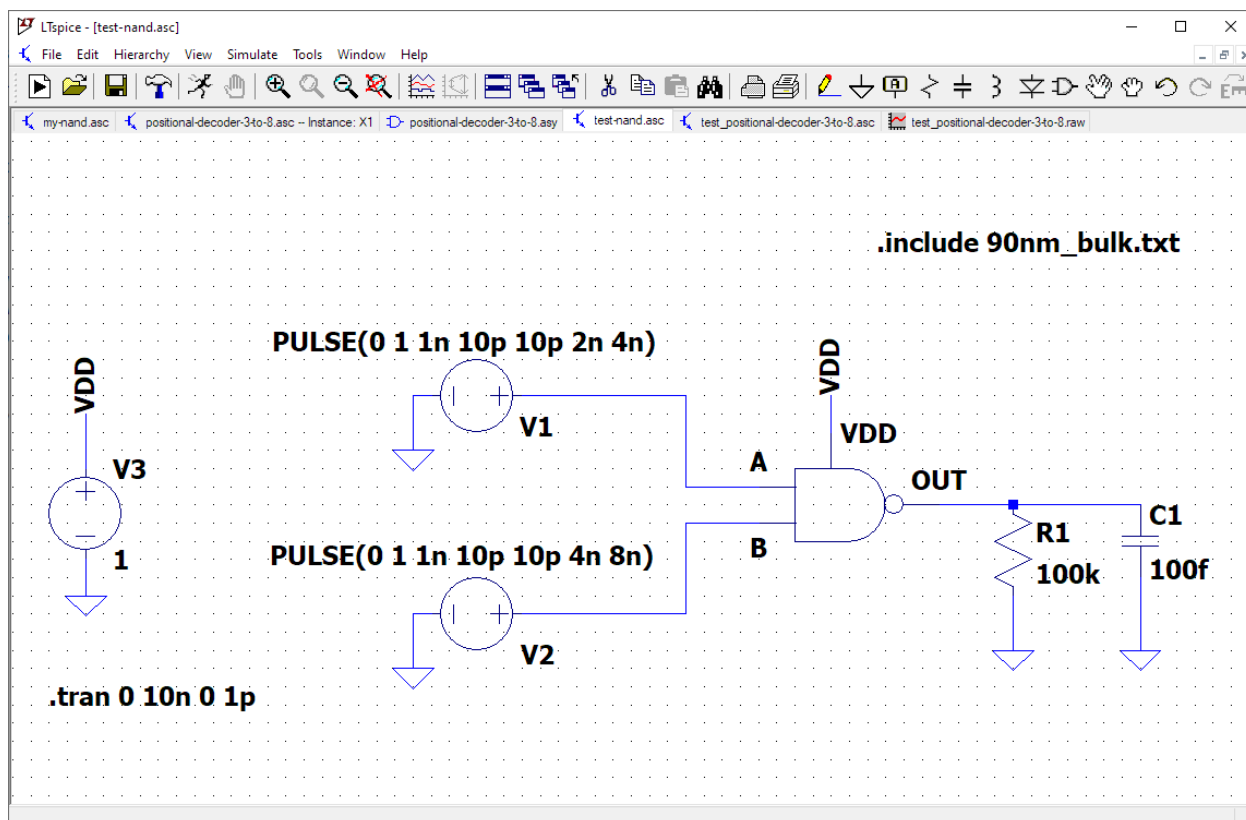 LTspice - [test-nand.asc]
File Edit Hierarchy View Simulate Tools Window Help
my-nand.asc positional-decoder-3-to-8.asc -- Instance: X1 positional-decoder-3-to-8.asy test-nand.asc test_positional-decoder-3-to-8.asc test_positional-decoder-3-to-8.raw
.include 90nm_bulk.txt
PULSE(0 1 1n 10p 10p 2n 4n)
VDD
VDD
V1
VDD
V3
A
OUT
C1
R1
B
PULSE(0 1 1n 10p 10p 4n 8n)
1
100k
100f
V2
.tran 0 10n 0 1p